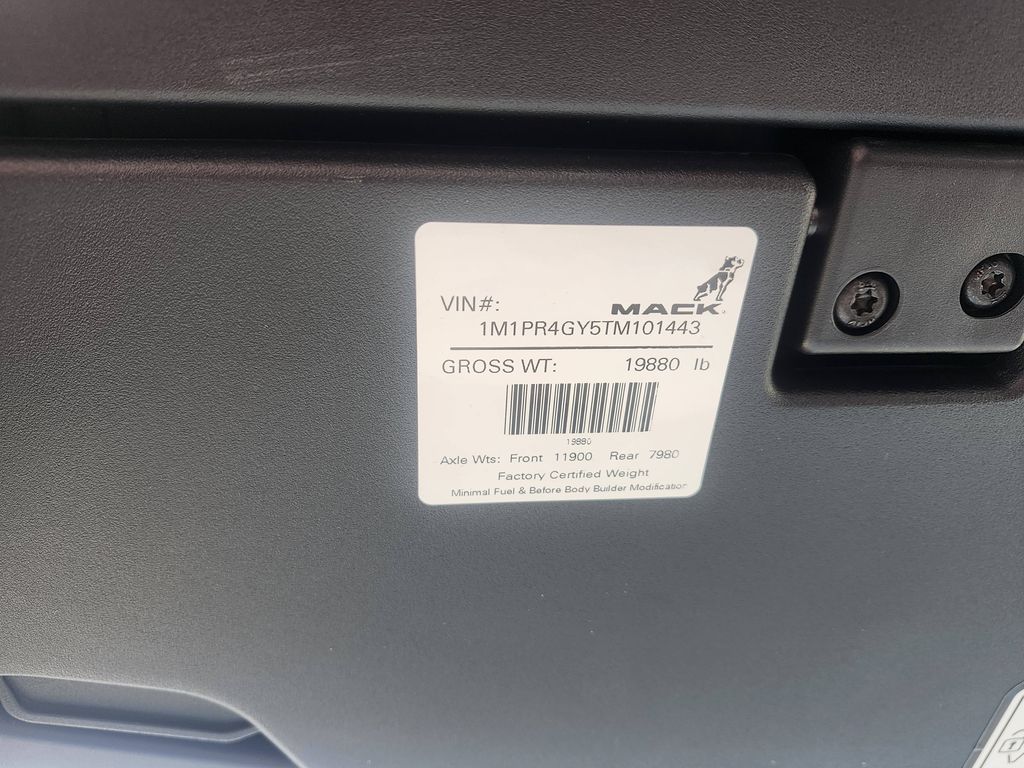 VIN#:
MACK
1M1PR4GY5TM101443
GROSS WT: 19880 lb
19880
Axle Wts: Front 11900 Rear 7980
Factory Certified Weight
Minimal Fuel & Before Body Builder Modification